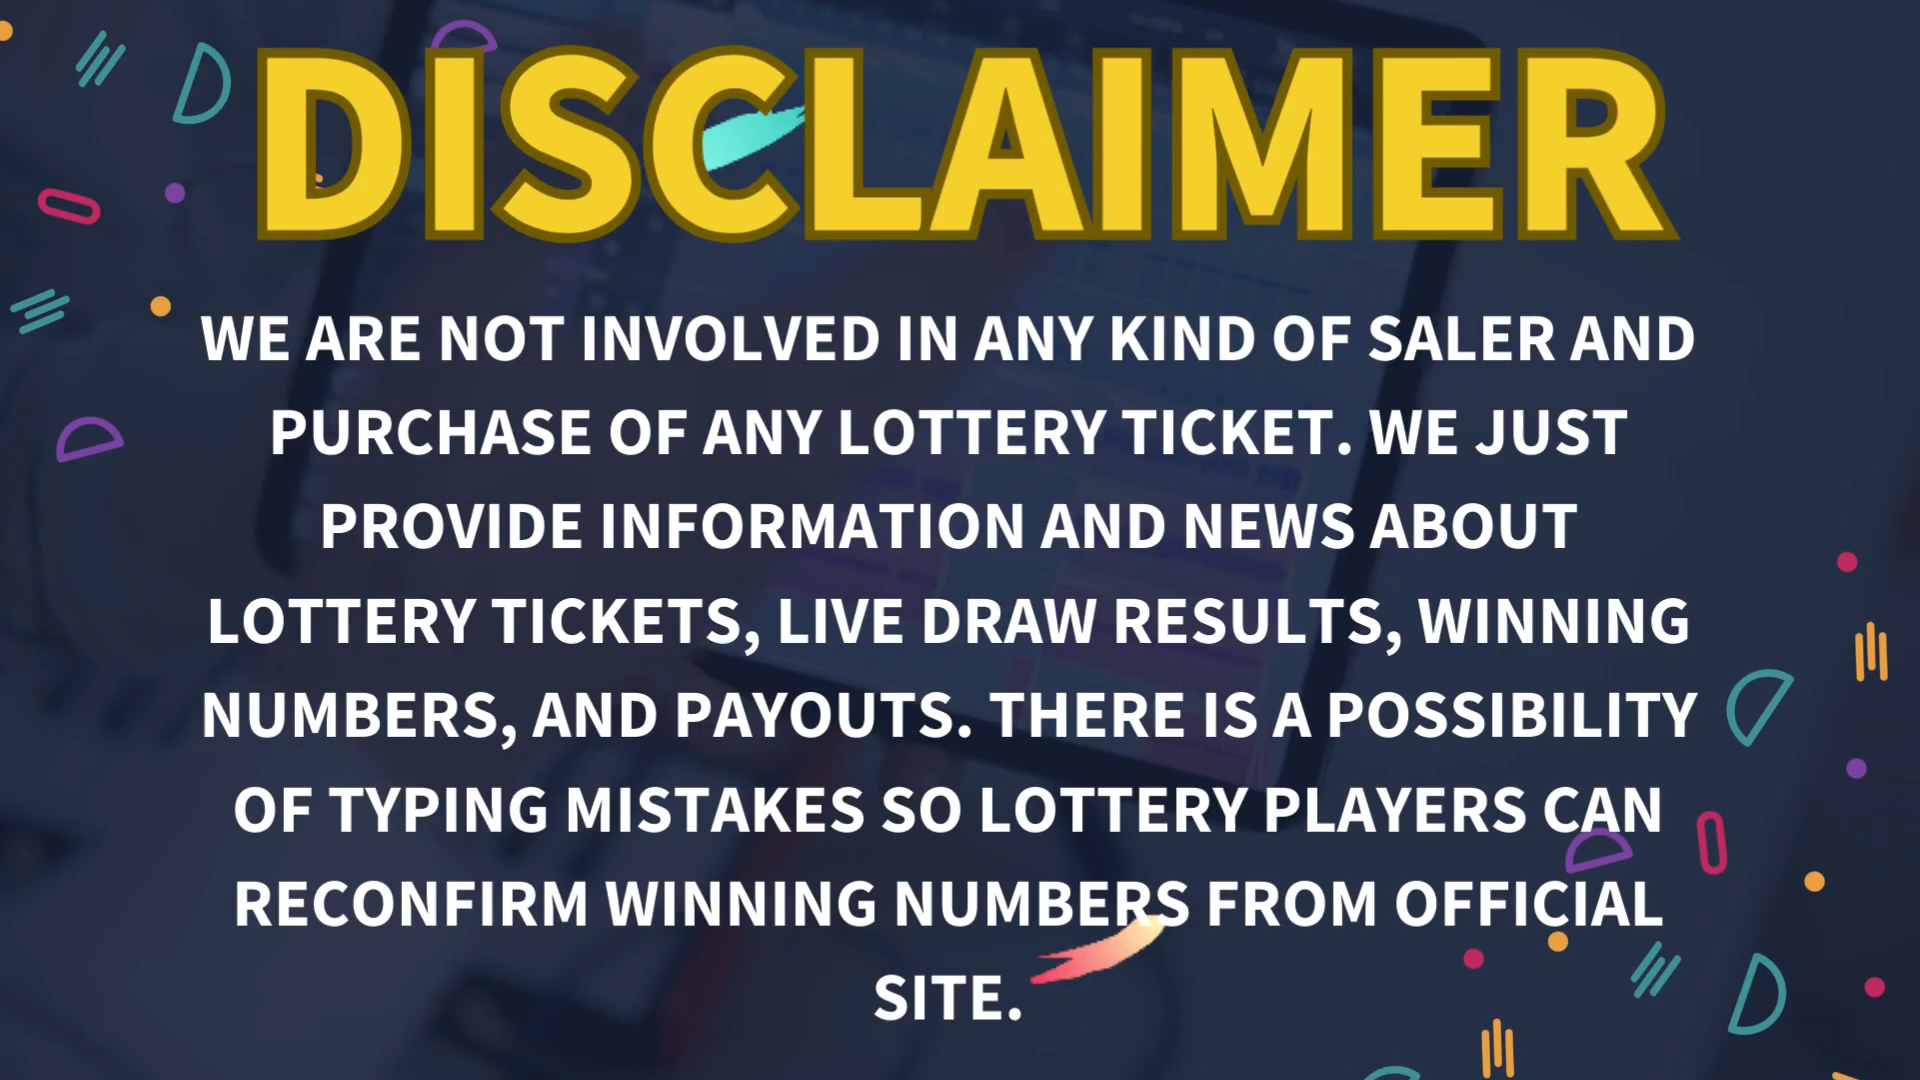 DISCLAIMER
WE ARE NOT INVOLVED IN ANY KIND OF SALER AND
PURCHASE OF ANY LOTTERY TICKET. WE JUST
PROVIDE INFORMATION AND NEWS ABOUT
LOTTERY TICKETS, LIVE DRAW RESULTS, WINNING
NUMBERS, AND PAYOUTS. THERE IS A POSSIBILITY
OF TYPING MISTAKES SO LOTTERY PLAYERS CAN
RECONFIRM WINNING NUMBERS FROM OFFICIAL
SITE.